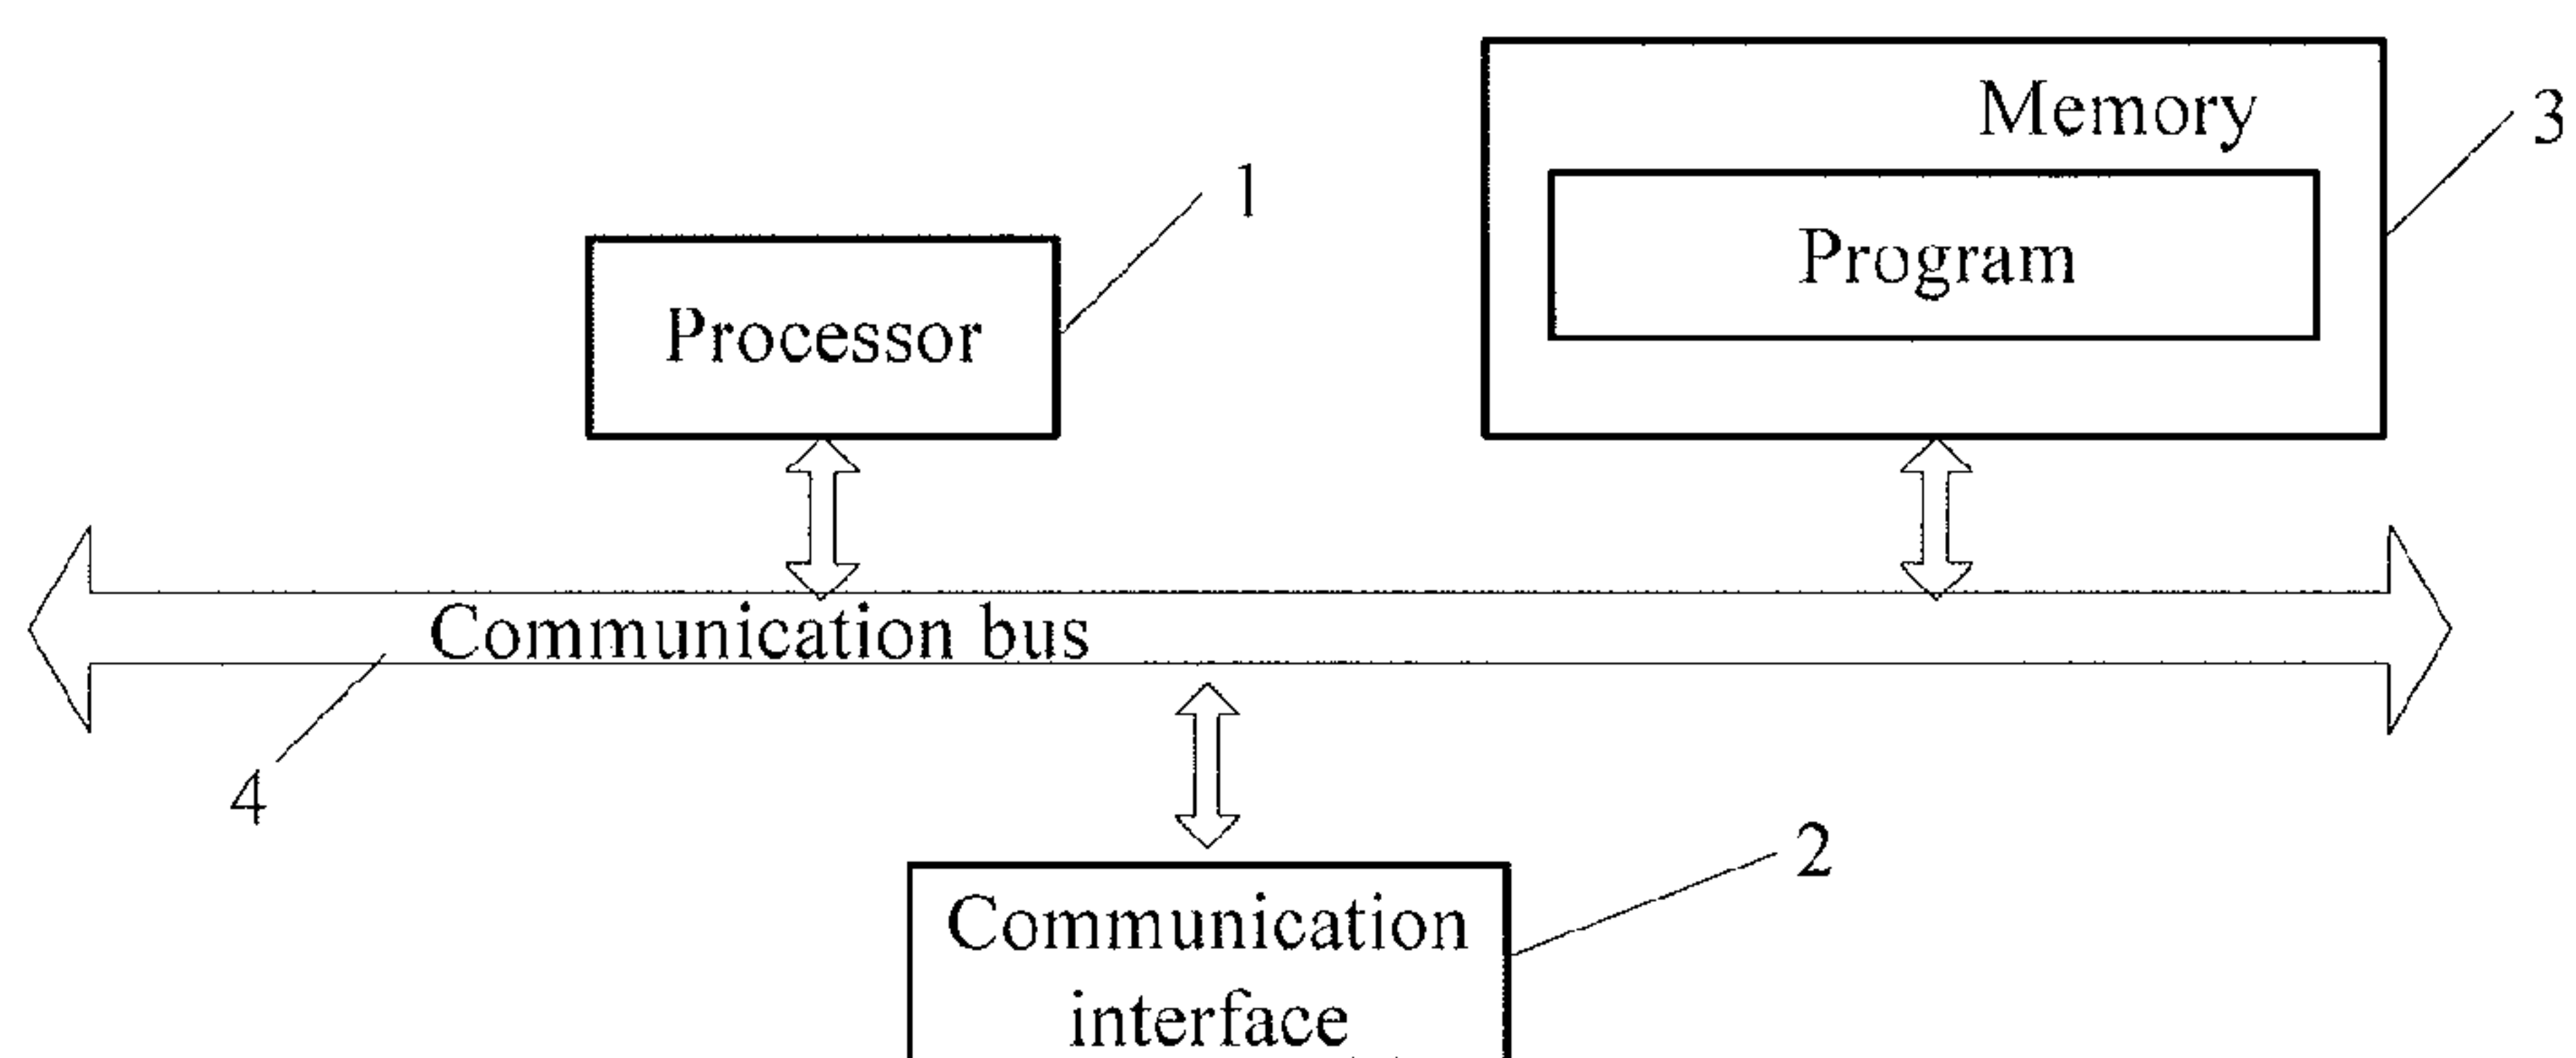 Memory
3
1
Program
Processor
Communication bus
4
2
Communication
interface